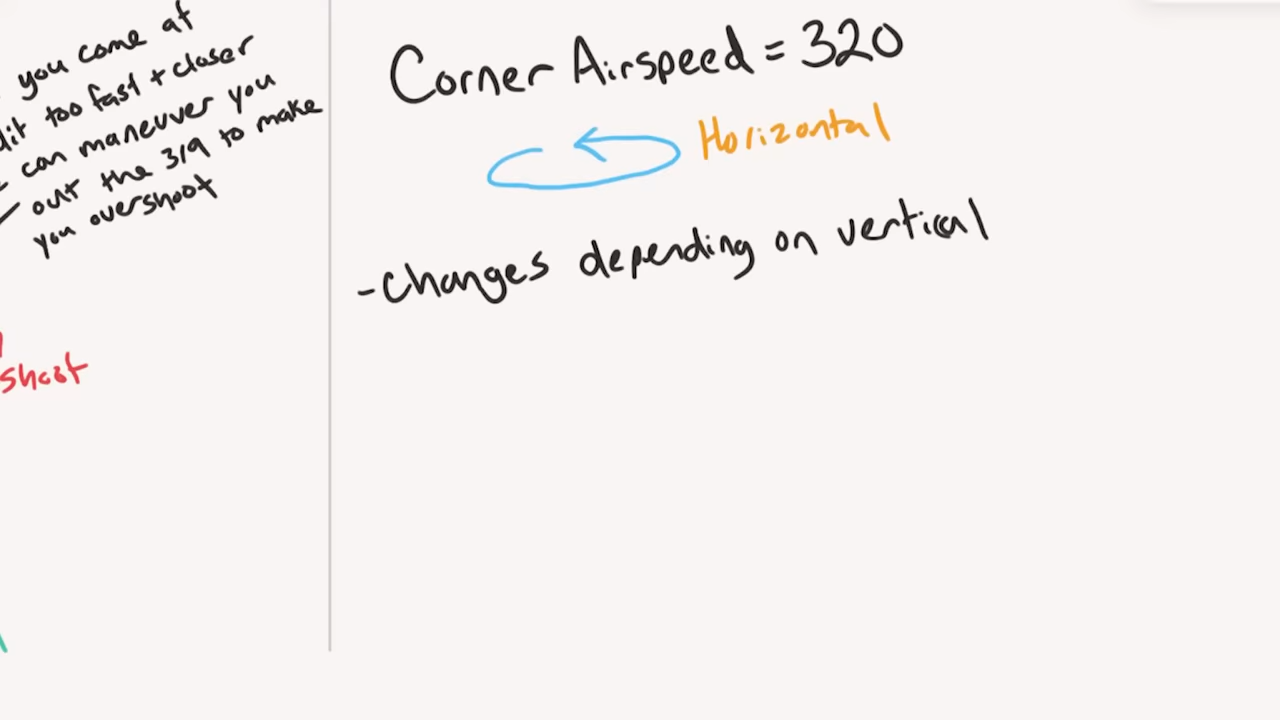 you come at
too fast + closer
can maneuver you
out the 3/9 to make
you overshoot
shoot
Corner Airspeed = 320
Horizontal
- Changes depending on vertical